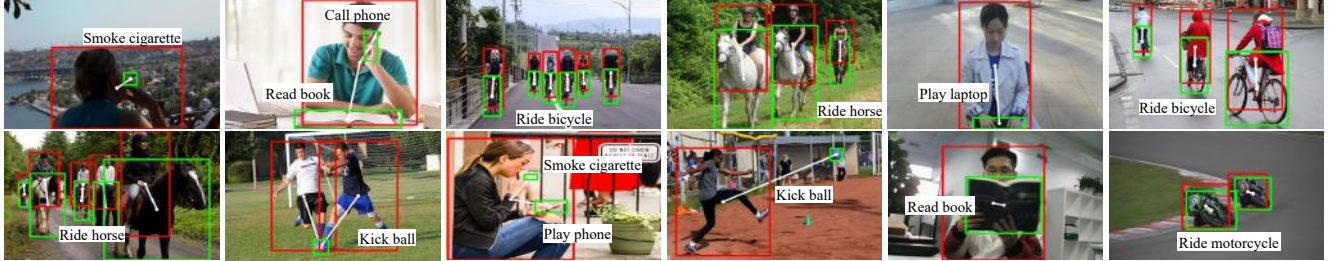 Smoke cigarette
Call phone
Read book
Ride bicycle
Ride horse
Play laptop
Ride bicycle
Ride horse
Kick ball
Smoke cigarette
Play phone
Kick ball
Read book
Ride motorcycle